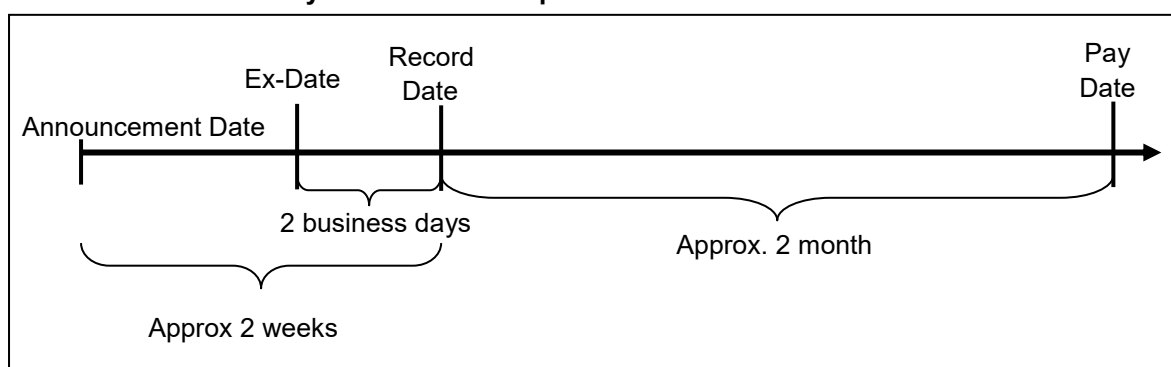 Record
Date
Pay
Date
Ex-Date
Announcement Date
2 business days
Approx. 2 month
Approx 2 weeks